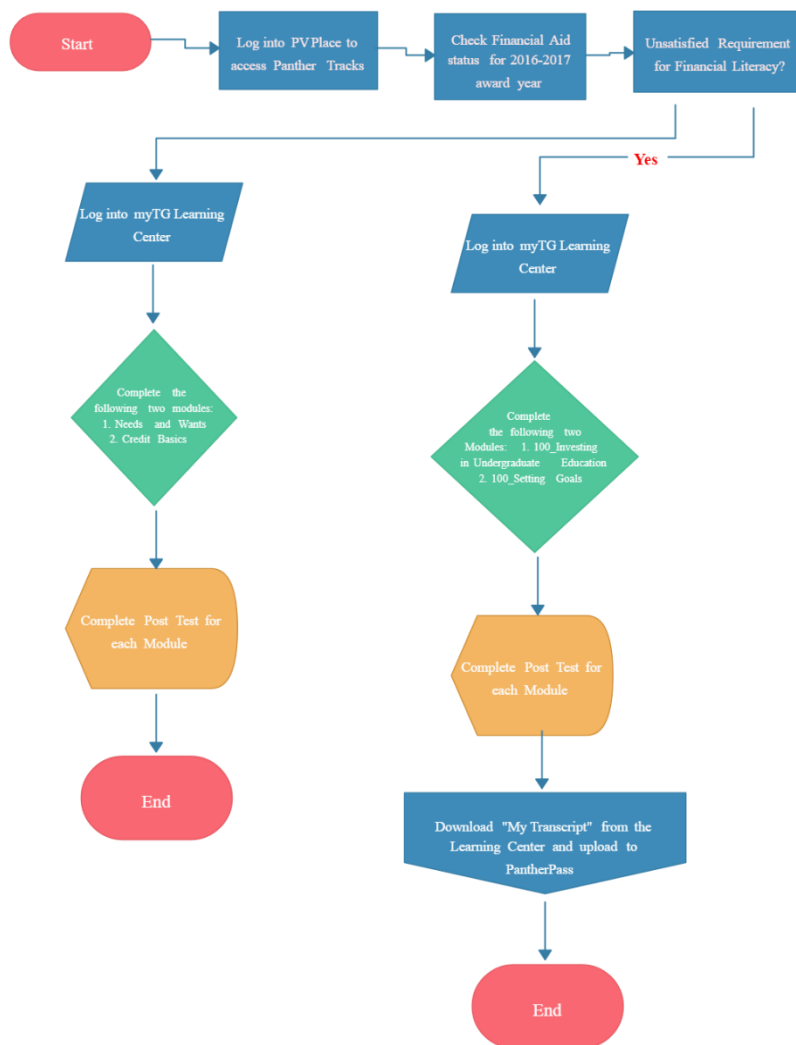 Start
Log into PV Place to
access Panther Tracks
Check Financial Aid
status for 2016-2017
award year
Unsatisfied Requirement
for Financial Literacy?
Yes
Log into myTG Learning
Center
Log into myTG Learning
Center
Complete the
following two modules:
1. Needs and Wants
2. Credit Basics
Complete
the following two
Modules: 1. 100_Investing
in Undergraduate Education
2. 100_Setting Goals
Complete Post Test for
each Module
Complete Post Test for
each Module
End
Download "My Transcript" from the
Learning Center and upload to
PantherPass
End